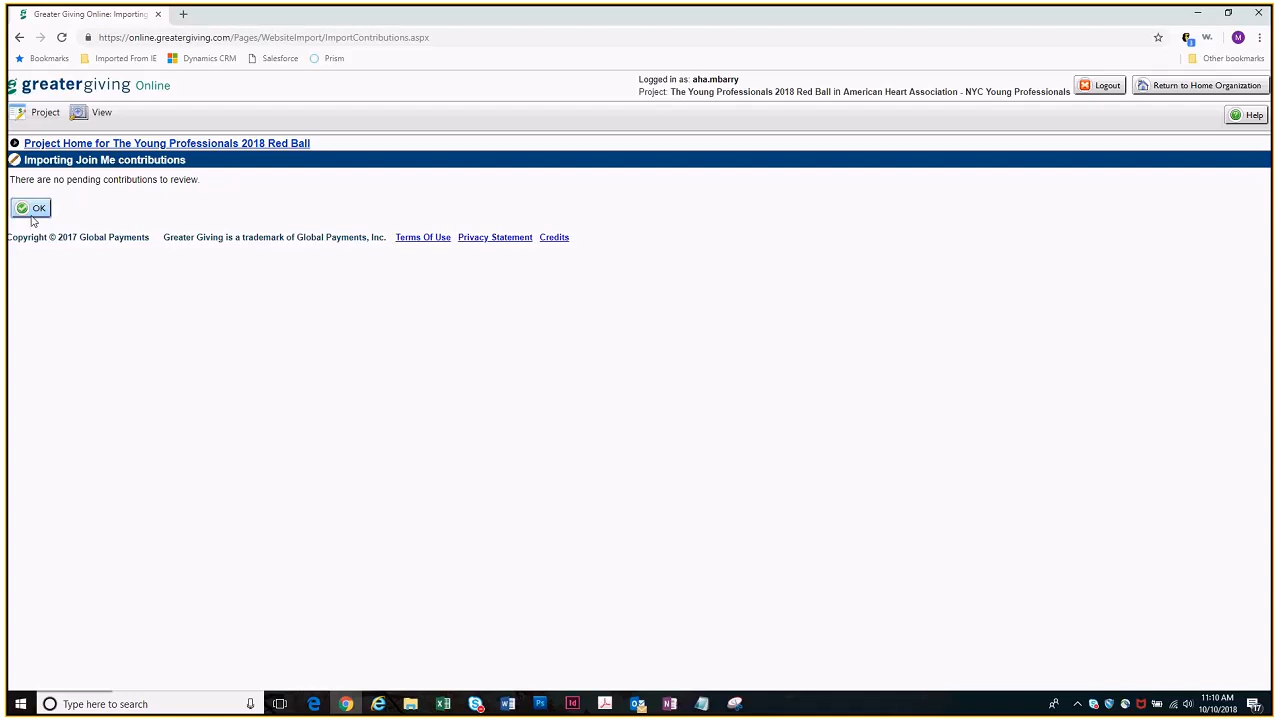 Greater Giving Online: Importing
https://online.greatergiving.com/Pages/WebsiteImport/ImportContributions.aspx
Bookmarks Imported From IE Dynamics CRM Salesforce Prism Other bookmarks
greatergiving Online
Logged in as: aha.mbarry
Project: The Young Professionals 2018 Red Ball in American Heart Association - NYC Young Professionals
Logout Return to Home Organization
Project View Help
Project Home for The Young Professionals 2018 Red Ball
Importing Join Me contributions
There are no pending contributions to review.
OK
Copyright © 2017 Global Payments Greater Giving is a trademark of Global Payments, Inc. Terms Of Use Privacy Statement Credits
Type here to search
11:10 AM
10/10/2018